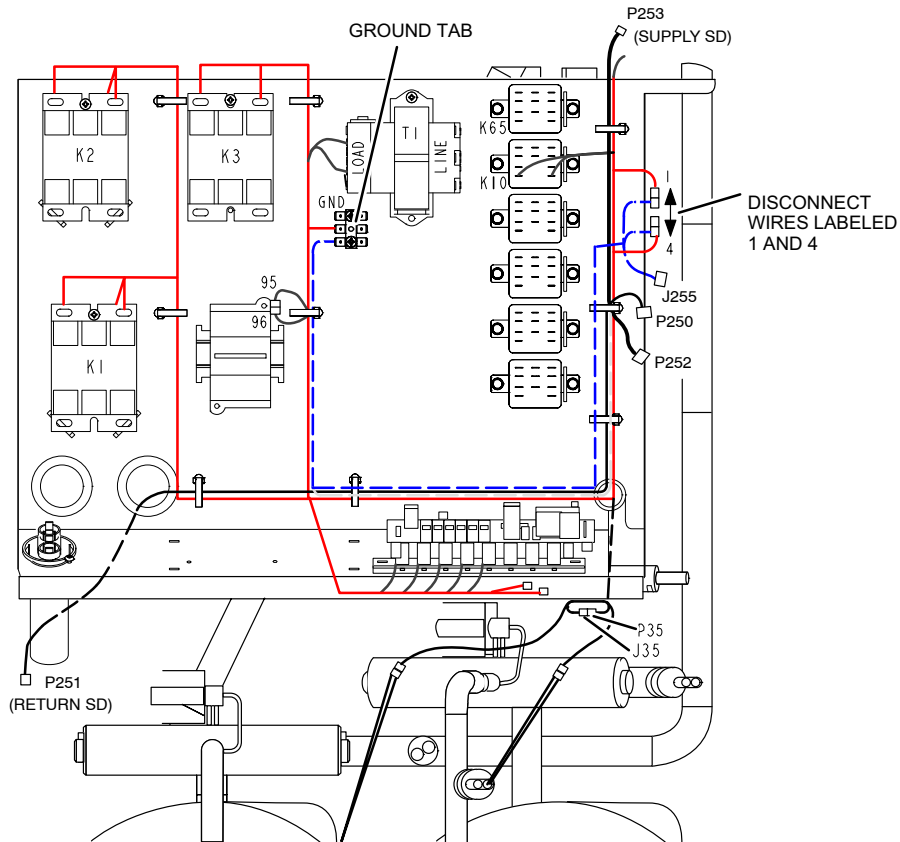 P253
(SUPPLY SD)
GROUND TAB
K2
K3
LOAD
T1
LINE
K65
K10
GND
1
4
DISCONNECT
WIRES LABELED
1 AND 4
95
96
J255
P250
P252
K1
P35
J35
P251
(RETURN SD)